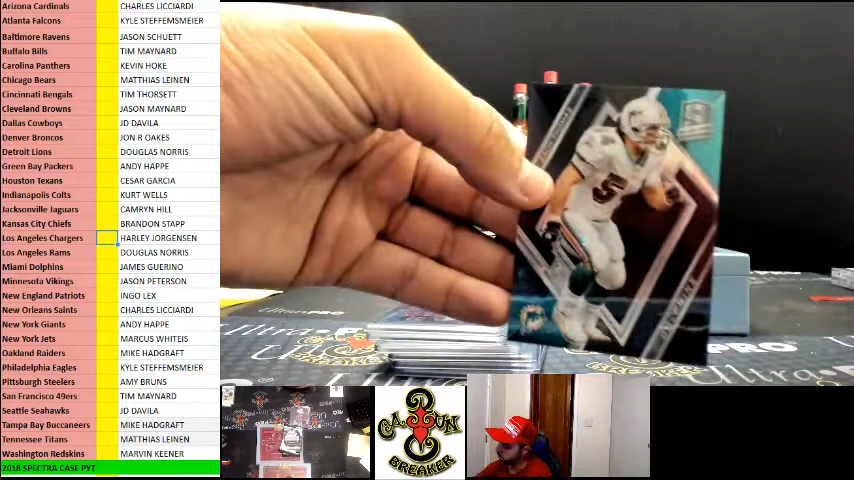 Arizona Cardinals CHARLES LICCIARDI
Atlanta Falcons KYLE STEFFEMSMEIER
Baltimore Ravens JASON SCHUETT
Buffalo Bills TIM MAYNARD
Carolina Panthers KEVIN HOKE
Chicago Bears MATTHIAS LEINEN
Cincinnati Bengals TIM THORSETT
Cleveland Browns JASON MAYNARD
Dallas Cowboys JD DAVILA
Denver Broncos JON R OAKES
Detroit Lions DOUGLAS NORRIS
Green Bay Packers ANDY HAPPE
Houston Texans CESAR GARCIA
Indianapolis Colts KURT WELLS
Jacksonville Jaguars CAMRYN HILL
Kansas City Chiefs BRANDON STAPP
Los Angeles Chargers HARLEY JORGENSEN
Los Angeles Rams DOUGLAS NORRIS
Miami Dolphins JAMES GUERINO
Minnesota Vikings JASON PETERSON
New England Patriots INGO LEX
New Orleans Saints CHARLES LICCIARDI
New York Giants ANDY HAPPE
New York Jets MARCUS WHITEIS
Oakland Raiders MIKE HADGRAFT
Philadelphia Eagles KYLE STEFFEMSMEIER
Pittsburgh Steelers AMY BRUNS
San Francisco 49ers TIM MAYNARD
Seattle Seahawks JD DAVILA
Tampa Bay Buccaneers MIKE HADGRAFT
Tennessee Titans MATTHIAS LEINEN
Washington Redskins MARVIN KEENER
2018 SPECTRA CASE PYT
5
Ultra PRO
CAJUN
BREAKER